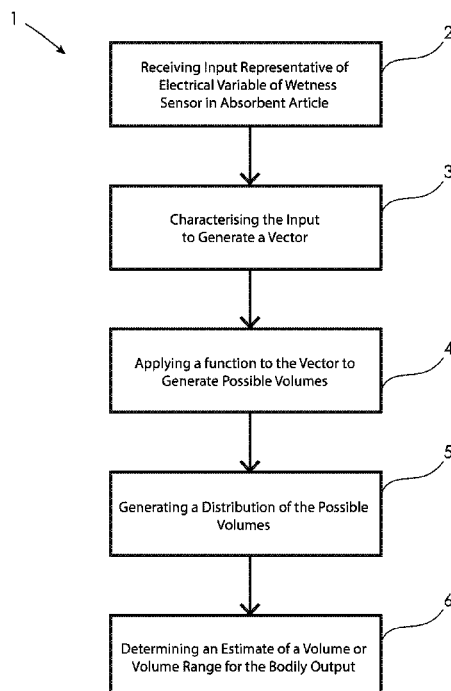 1
2
Receiving Input Representative of
Electrical Variable of Wetness
Sensor in Absorbent Article
3
Characterising the Input
to Generate a Vector
4
Applying a function to the Vector to
Generate Possible Volumes
5
Generating a Distribution of the Possible
Volumes
6
Determining an Estimate of a Volume or
Volume Range for the Bodily Output